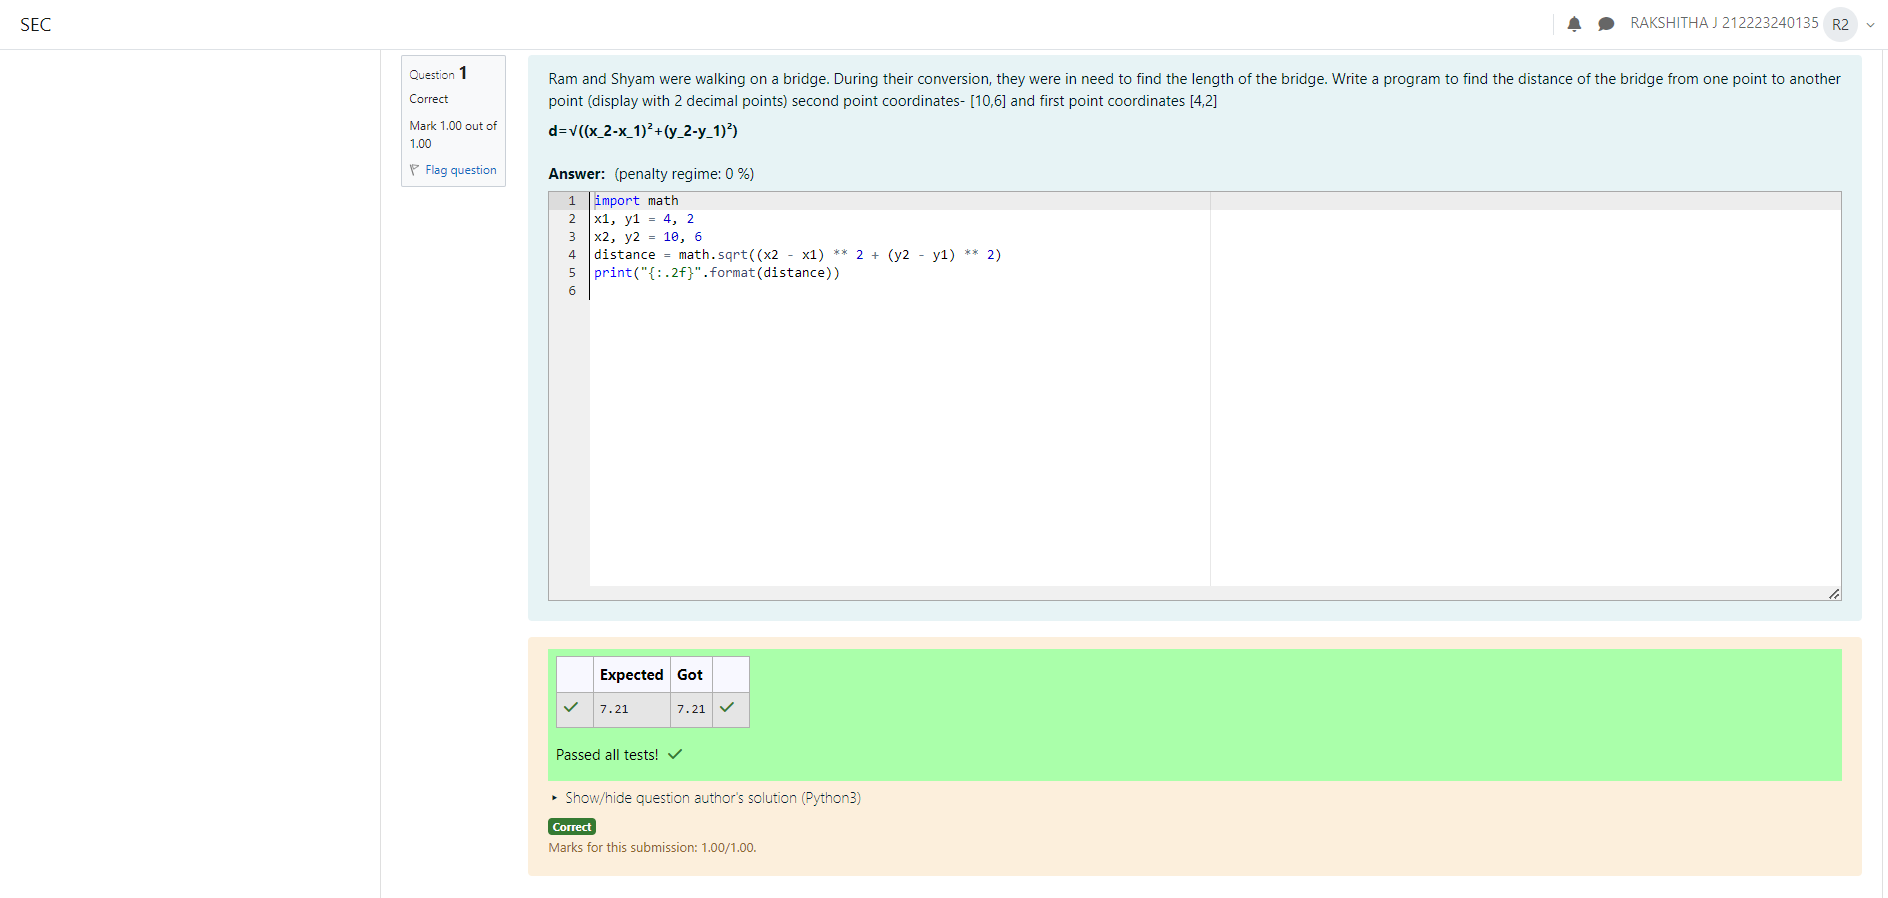 SEC
RAKSHITHA J 212223240135 R2
Question 1
Correct
Mark 1.00 out of
1.00
Flag question
Ram and Shyam were walking on a bridge. During their conversion, they were in need to find the length of the bridge. Write a program to find the distance of the bridge from one point to another
point (display with 2 decimal points) second point coordinates- [10,6] and first point coordinates [4,2]
d=√((x_2-x_1)²+(y_2-y_1)²)
Answer: (penalty regime: 0 %)
1 import math
2 x1, y1 = 4, 2
3 x2, y2 = 10, 6
4 distance = math.sqrt((x2 - x1) ** 2 + (y2 - y1) ** 2)
5 print("{:.2f}".format(distance))
6
Expected Got
7.21 7.21
Passed all tests!
Show/hide question author's solution (Python3)
Correct
Marks for this submission: 1.00/1.00.